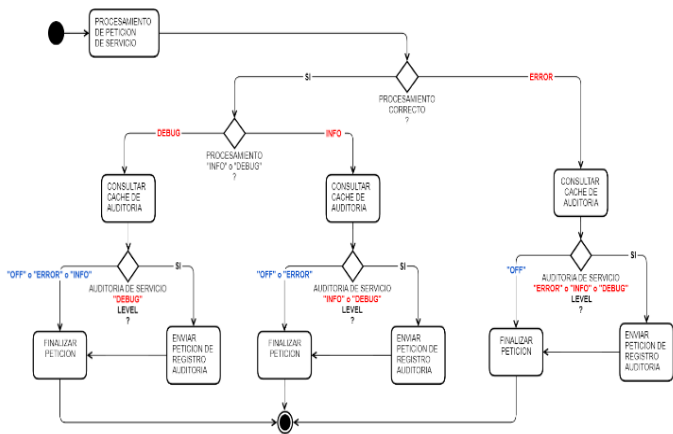 PROCESAMIENTO
DE PETICION
DE SERVICIO
SI
ERROR
PROCESAMIENTO
CORRECTO
?
DEBUG
INFO
PROCESAMIENTO
"INFO" o "DEBUG"
?
CONSULTAR
CACHE DE
AUDITORIA
CONSULTAR
CACHE DE
AUDITORIA
CONSULTAR
CACHE DE
AUDITORIA
"OFF" o "ERROR" o "INFO"
SI
AUDITORIA DE SERVICIO
"DEBUG"
LEVEL
?
"OFF" o "ERROR"
SI
AUDITORIA DE SERVICIO
"INFO" o "DEBUG"
LEVEL
?
"OFF"
SI
AUDITORIA DE SERVICIO
"ERROR" o "INFO" o "DEBUG"
LEVEL
?
FINALIZAR
PETICION
ENVIAR
PETICION DE
REGISTRO
AUDITORIA
FINALIZAR
PETICION
ENVIAR
PETICION DE
REGISTRO
AUDITORIA
FINALIZAR
PETICION
ENVIAR
PETICION DE
REGISTRO
AUDITORIA